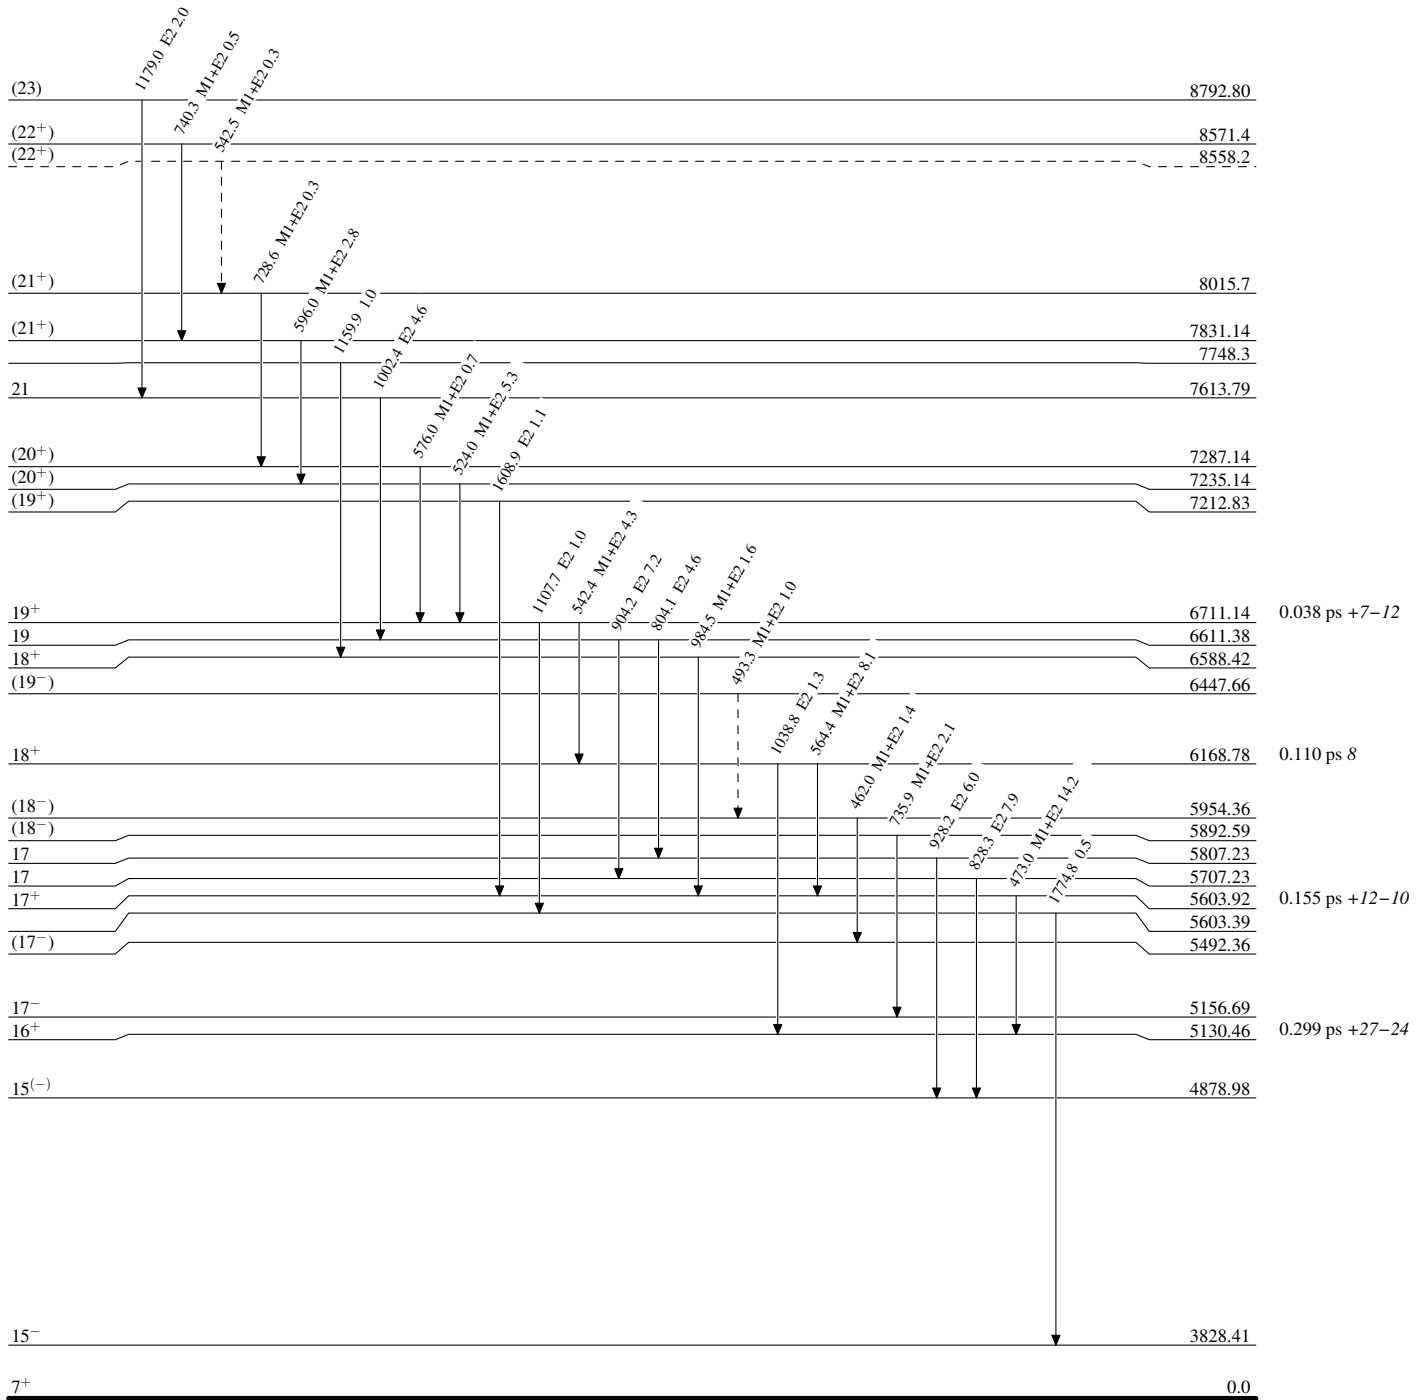 1179.0 E2 2.0
740.3 M1+E2 0.5
542.5 M1+E2 0.3
(23) 8792.80
(22⁺) 8571.4
(22⁺) 8558.2
728.6 M1+E2 0.3
596.0 M1+E2 2.8
1159.9 1.0
1002.4 E2 4.6
576.0 M1+E2 0.7
524.0 M1+E2 5.3
1608.9 E2 1.1
(21⁺) 8015.7
(21⁺) 7831.14
7748.3
21 7613.79
(20⁺) 7287.14
(20⁺) 7235.14
(19⁺) 7212.83
1107.7 E2 1.0
542.4 M1+E2 4.3
904.2 E2 7.2
804.1 E2 4.6
984.5 M1+E2 1.6
493.3 M1+E2 1.0
1038.8 E2 1.3
564.4 M1+E2 8.1
462.0 M1+E2 1.4
735.9 M1+E2 2.1
928.2 E2 6.0
828.3 E2 7.9
473.0 M1+E2 14.2
1774.8 0.5
19⁺ 6711.14 0.038 ps +7−12
19 6611.38
18⁺ 6588.42
(19⁻) 6447.66
18⁺ 6168.78 0.110 ps 8
(18⁻) 5954.36
(18⁻) 5892.59
17 5807.23
17 5707.23
17⁺ 5603.92 0.155 ps +12−10
5603.39
(17⁻) 5492.36
17⁻ 5156.69
16⁺ 5130.46 0.299 ps +27−24
15⁽⁻⁾ 4878.98
15⁻ 3828.41
7⁺ 0.0